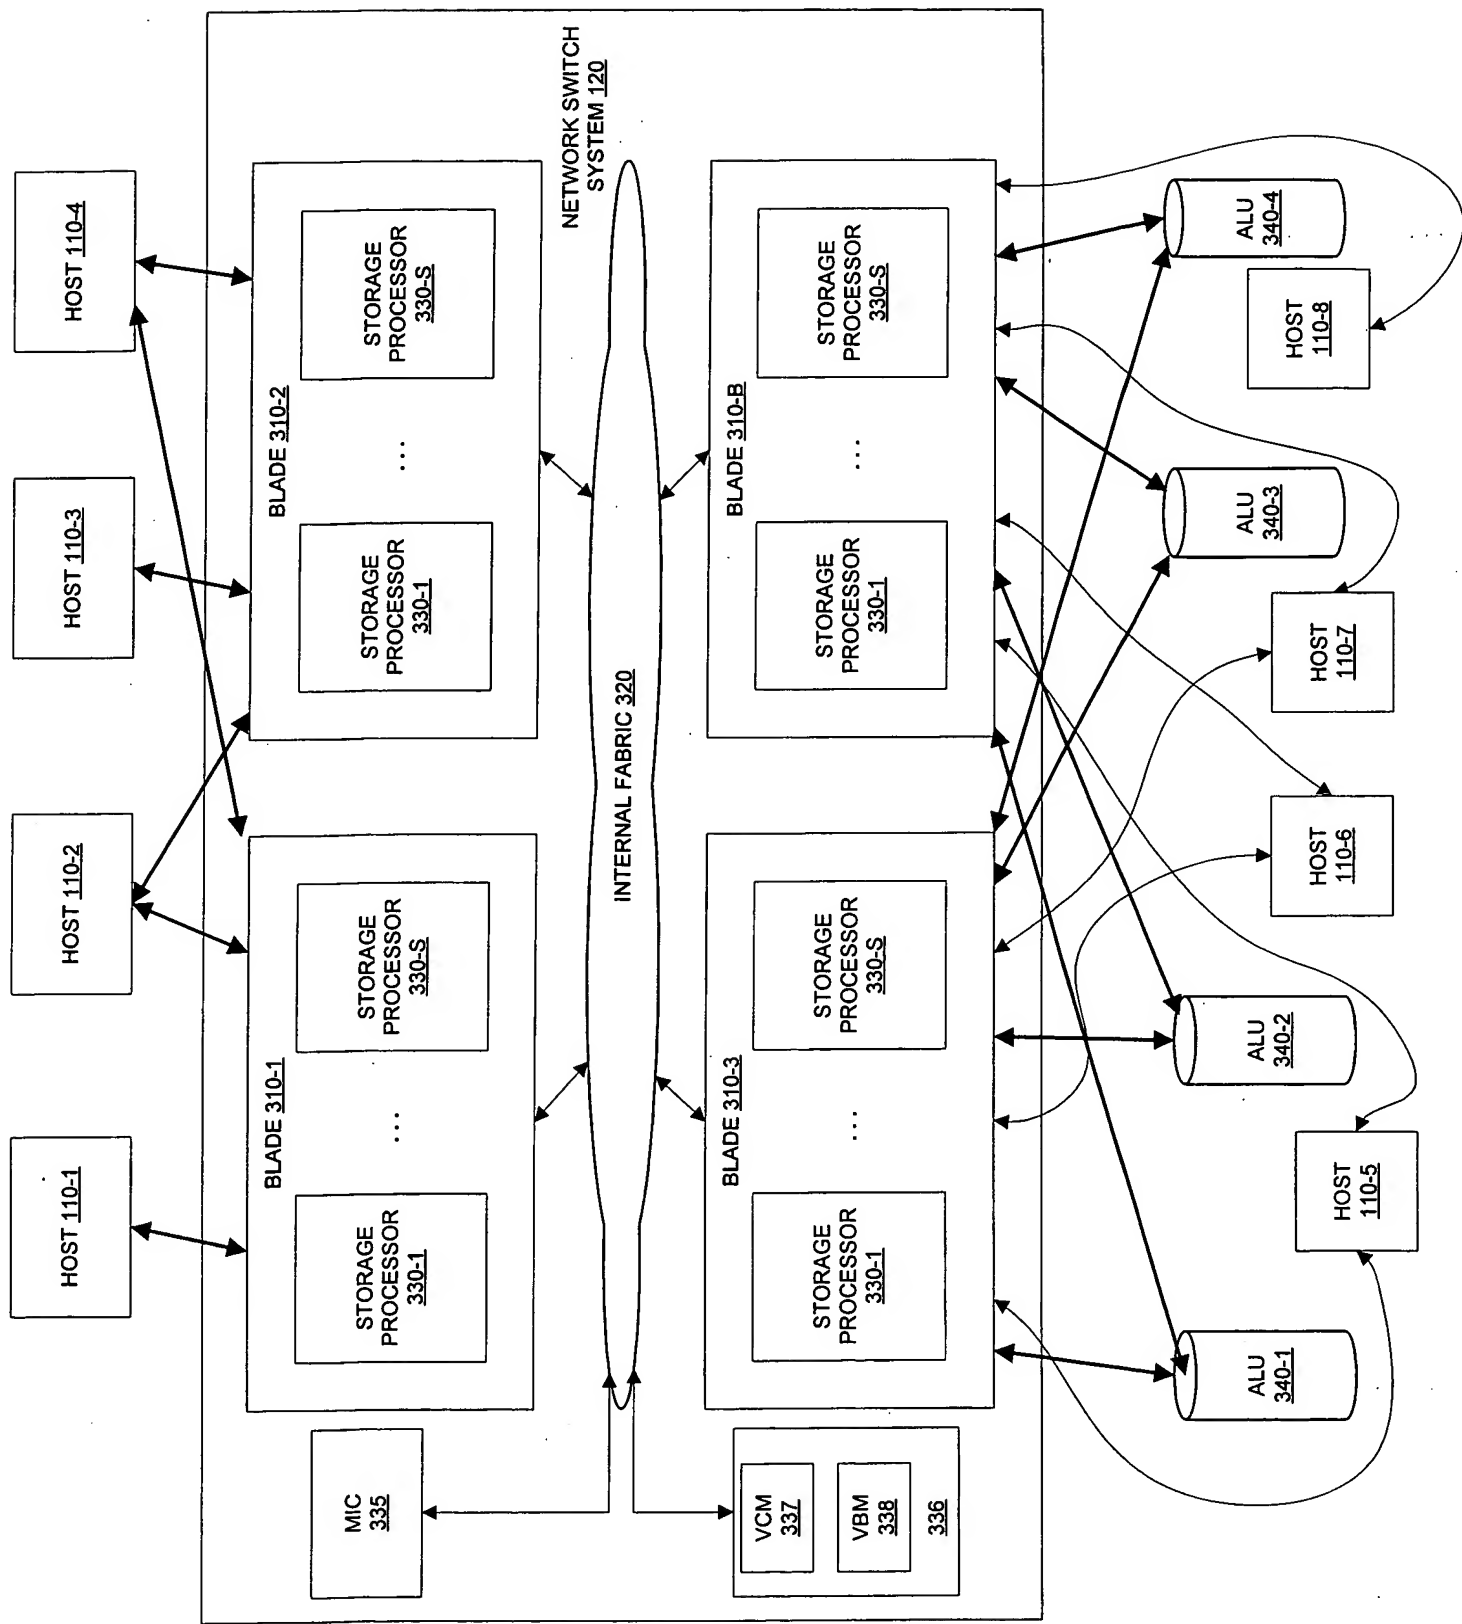 HOST 110-1
HOST 110-2
HOST 110-3
HOST 110-4
NETWORK SWITCH
SYSTEM 120
MIC
335
BLADE 310-1
STORAGE
PROCESSOR
330-1
...
STORAGE
PROCESSOR
330-S
BLADE 310-2
STORAGE
PROCESSOR
330-1
...
STORAGE
PROCESSOR
330-S
INTERNAL FABRIC 320
VCM
337
VBM
338
336
BLADE 310-3
STORAGE
PROCESSOR
330-1
...
STORAGE
PROCESSOR
330-S
BLADE 310-B
STORAGE
PROCESSOR
330-1
...
STORAGE
PROCESSOR
330-S
ALU
340-1
ALU
340-2
ALU
340-3
ALU
340-4
HOST
110-5
HOST
110-6
HOST
110-7
HOST
110-8